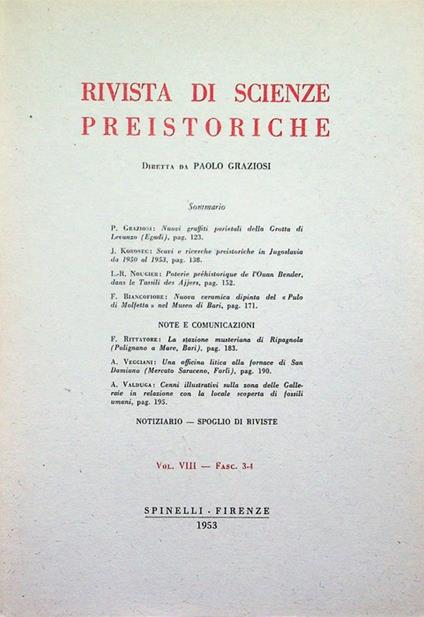 RIVISTA DI SCIENZE
PREISTORICHE
DIRETTA DA PAOLO GRAZIOSI
Sommario
P. GRAZIOSI: Nuovi graffiti parietali della Grotta di
Levanzo (Egadi), pag. 123.
J. KOROSEC: Scavi e ricerche preistoriche in Jugoslavia
da 1950 al 1953, pag. 138.
L.-R. NOUGIER: Poterie préhistorique de l'Ouan Bender,
dans le Tassili des Ajjers, pag. 152.
F. BIANCOFIORE: Nuova ceramica dipinta del « Pulo
di Molfetta » nel Museo di Bari, pag. 171.
NOTE E COMUNICAZIONI
F. RITTATORE: La stazione musteriana di Ripagnola
(Polignano a Mare, Bari), pag. 183.
A. VEGGIANI: Una officina litica alla fornace di San
Damiano (Mercato Saraceno, Forlì), pag. 190.
A. VALDUGA: Cenni illustrativi sulla zona delle Galle-
raie in relazione con la locale scoperta di fossili
umani, pag. 195.
NOTIZIARIO — SPOGLIO DI RIVISTE
VOL. VIII — FASC. 3-4
SPINELLI - FIRENZE
1953